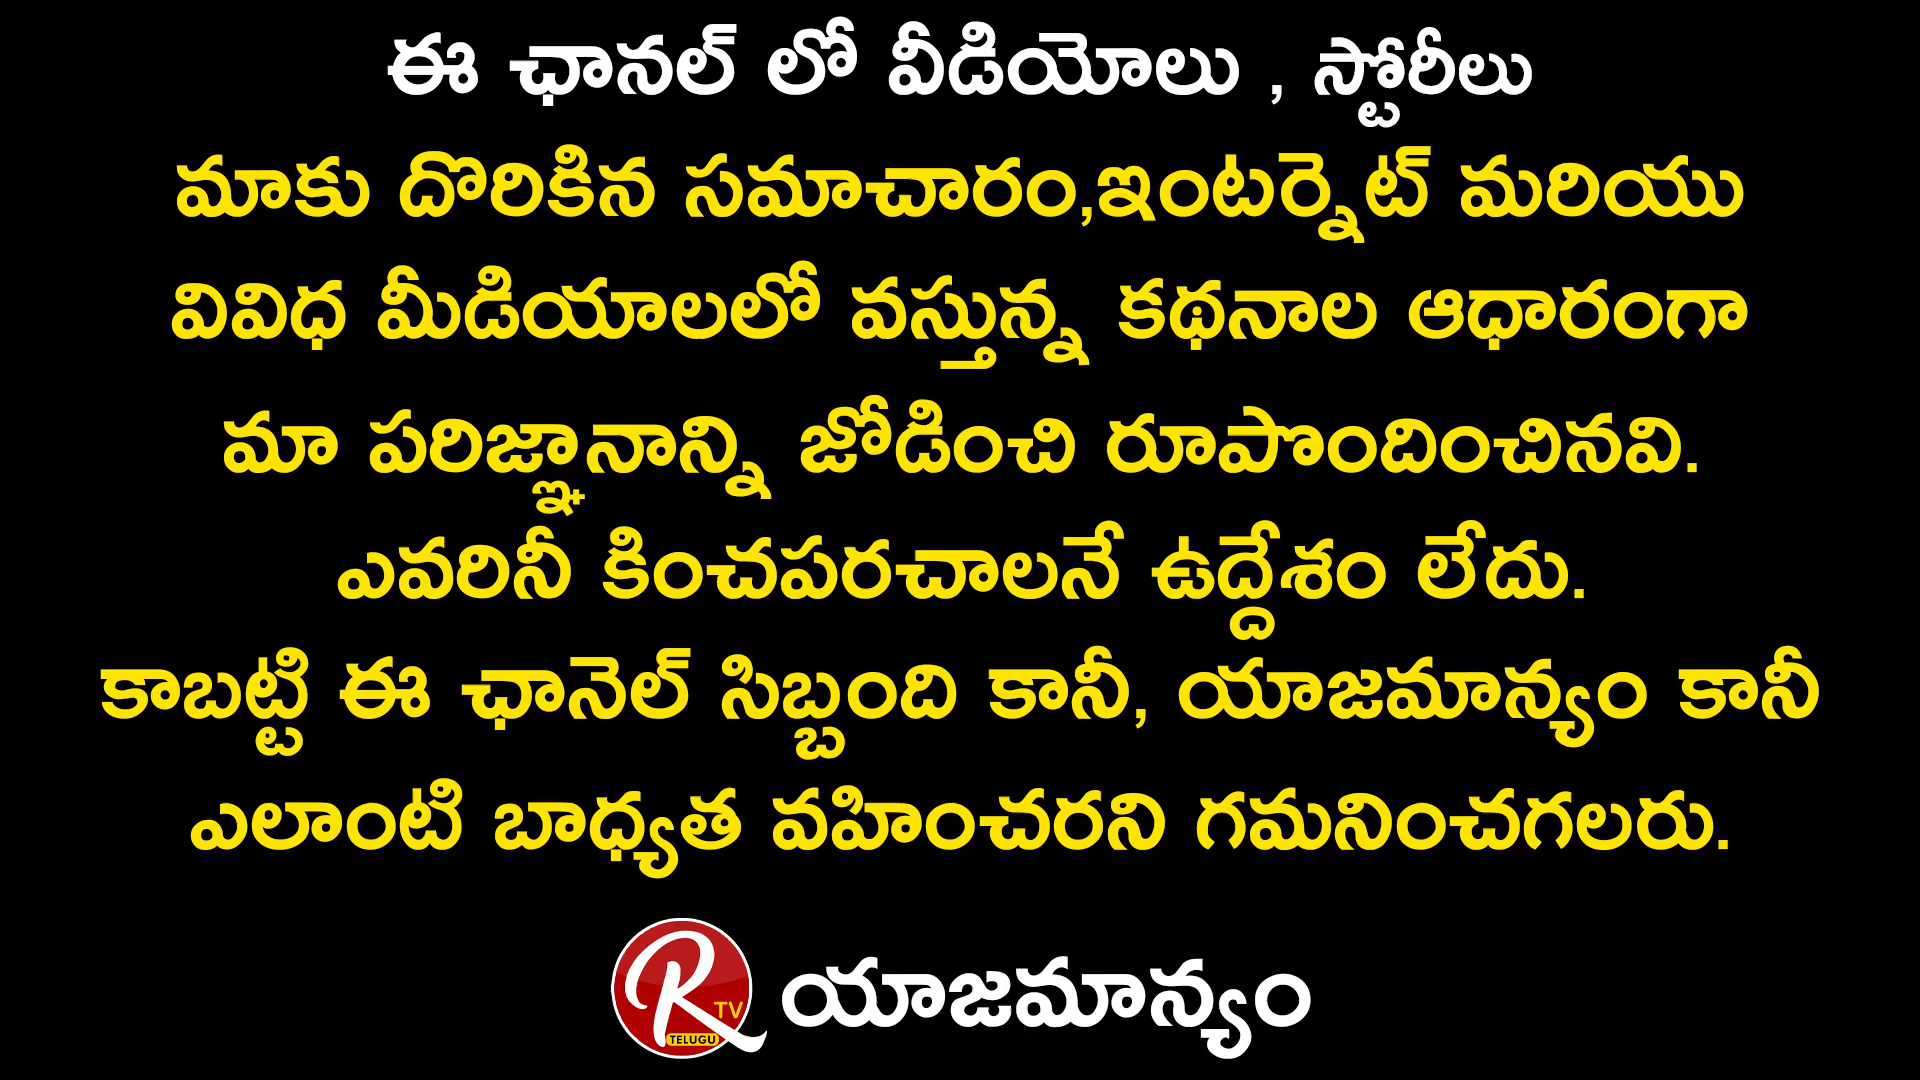 ఈ ఛానల్ లో వీడియోలు , స్టోరీలు
మాకు దొరికిన సమాచారం,ఇంటర్నెట్ మరియు
వివిధ మీడియాలలో వస్తున్న కథనాల ఆధారంగా
మా పరిజ్ఞానాన్ని జోడించి రూపొందించినవి.
ఎవరినీ కించపరచాలనే ఉద్దేశం లేదు.
కాబట్టి ఈ ఛానెల్ సిబ్బంది కానీ, యాజమాన్యం కానీ
ఎలాంటి బాధ్యత వహించరని గమనించగలరు.
R TV TELUGU యాజమాన్యం